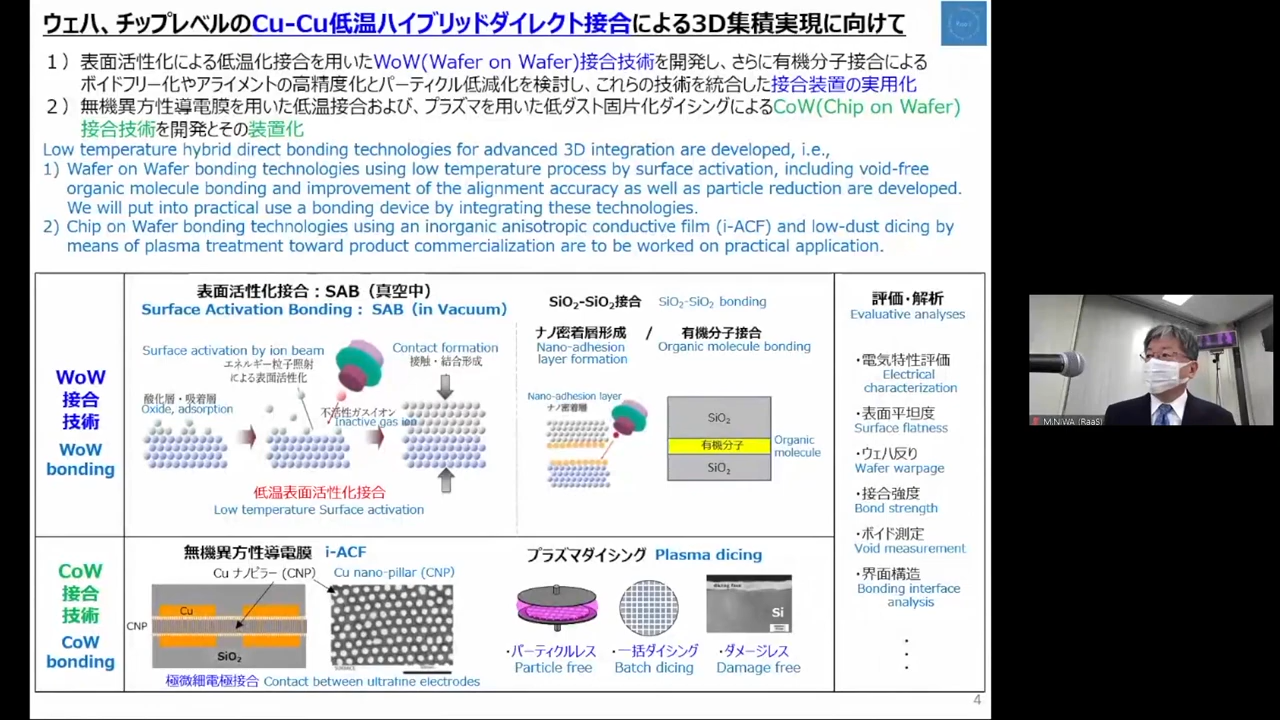 ウェハ、チップレベルのCu-Cu低温ハイブリッドダイレクト接合による3D集積実現に向けて
１）表面活性化による低温化接合を用いたWoW(Wafer on Wafer)接合技術を開発し、さらに有機分子接合による
ボイドフリー化やアライメントの高精度化とパーティクル低減化を検討し、これらの技術を統合した接合装置の実用化
２）無機異方性導電膜を用いた低温接合および、プラズマを用いた低ダスト固片化ダイシングによるCoW(Chip on Wafer)
接合技術を開発とその装置化
Low temperature hybrid direct bonding technologies for advanced 3D integration are developed, i.e.,
1) Wafer on Wafer bonding technologies using low temperature process by surface activation, including void-free
organic molecule bonding and improvement of the alignment accuracy as well as particle reduction are developed.
We will put into practical use a bonding device by integrating these technologies.
2) Chip on Wafer bonding technologies using an inorganic anisotropic conductive film (i-ACF) and low-dust dicing by
means of plasma treatment toward product commercialization are to be worked on practical application.
WoW
接合
技術
WoW
bonding
表面活性化接合：SAB（真空中）
Surface Activation Bonding： SAB（in Vacuum）
Surface activation by ion beam
エネルギー粒子照射
による表面活性化
酸化層・吸着層
Oxide, adsorption
不活性ガスイオン
Inactive gas ion
Contact formation
接触・結合形成
低温表面活性化接合
Low temperature Surface activation
SiO₂-SiO₂接合 SiO₂-SiO₂ bonding
ナノ密着層形成 / 有機分子接合
Nano-adhesion
layer formation
Organic molecule bonding
Nano-adhesion layer
ナノ密着層
SiO₂
有機分子
SiO₂
Organic
molecule
評価・解析
Evaluative analyses
・電気特性評価
Electrical
characterization
・表面平坦度
Surface flatness
・ウェハ反り
Wafer warpage
・接合強度
Bond strength
・ボイド測定
Void measurement
・界面構造
Bonding interface
analysis
CoW
接合
技術
CoW
bonding
無機異方性導電膜 i-ACF
Cu ナノピラー(CNP) Cu nano-pillar (CNP)
Cu
CNP
SiO₂
極微細電極接合 Contact between ultrafine electrodes
プラズマダイシング Plasma dicing
Si
・パーティクルレス
Particle free
・一括ダイシング
Batch dicing
・ダメージレス
Damage free
4
M.NIWA (RaaS)